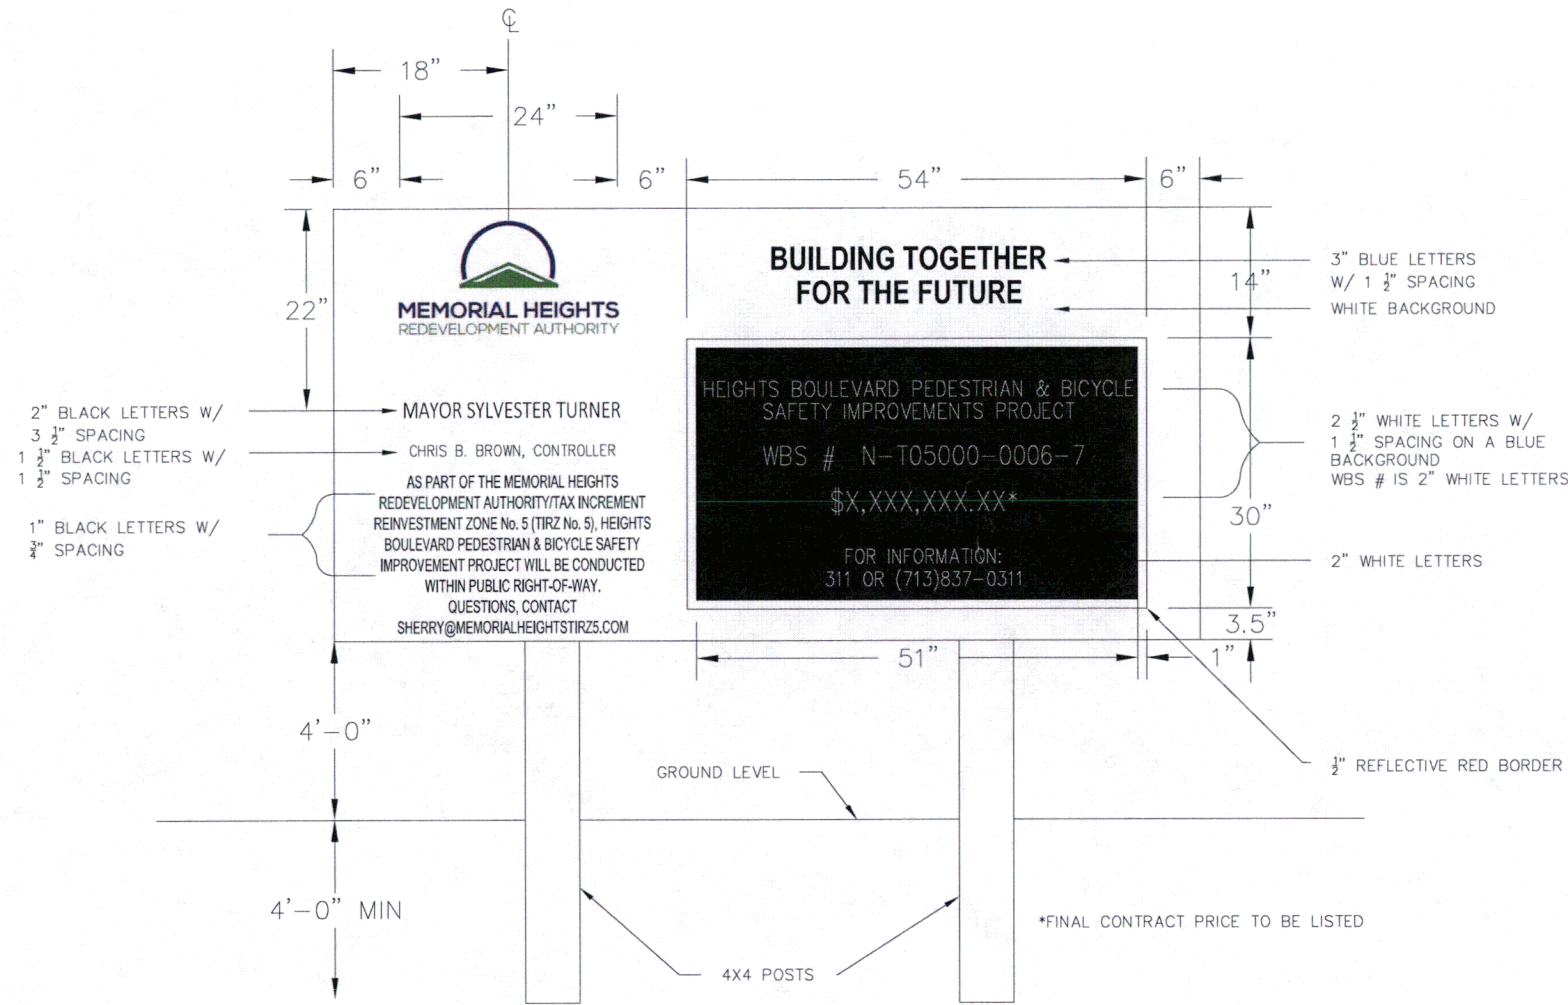 ℄
18"
24"
6"
6"
54"
6"
22"
MEMORIAL HEIGHTS
REDEVELOPMENT AUTHORITY
MAYOR SYLVESTER TURNER
CHRIS B. BROWN, CONTROLLER
AS PART OF THE MEMORIAL HEIGHTS
REDEVELOPMENT AUTHORITY/TAX INCREMENT
REINVESTMENT ZONE No. 5 (TIRZ No. 5), HEIGHTS
BOULEVARD PEDESTRIAN & BICYCLE SAFETY
IMPROVEMENT PROJECT WILL BE CONDUCTED
WITHIN PUBLIC RIGHT-OF-WAY.
QUESTIONS, CONTACT
SHERRY@MEMORIALHEIGHTSTIRZ5.COM
2" BLACK LETTERS W/
3 ½" SPACING
1 ½" BLACK LETTERS W/
1 ½" SPACING
1" BLACK LETTERS W/
¾" SPACING
BUILDING TOGETHER
FOR THE FUTURE
HEIGHTS BOULEVARD PEDESTRIAN & BICYCLE
SAFETY IMPROVEMENTS PROJECT
WBS # N-T05000-0006-7
$X,XXX,XXX.XX*
FOR INFORMATION:
311 OR (713)837-0311
14"
30"
3.5"
51"
1"
3" BLUE LETTERS
W/ 1 ½" SPACING
WHITE BACKGROUND
2 ½" WHITE LETTERS W/
1 ½" SPACING ON A BLUE
BACKGROUND
WBS # IS 2" WHITE LETTERS
2" WHITE LETTERS
½" REFLECTIVE RED BORDER
4'-0"
GROUND LEVEL
4'-0" MIN
4X4 POSTS
*FINAL CONTRACT PRICE TO BE LISTED